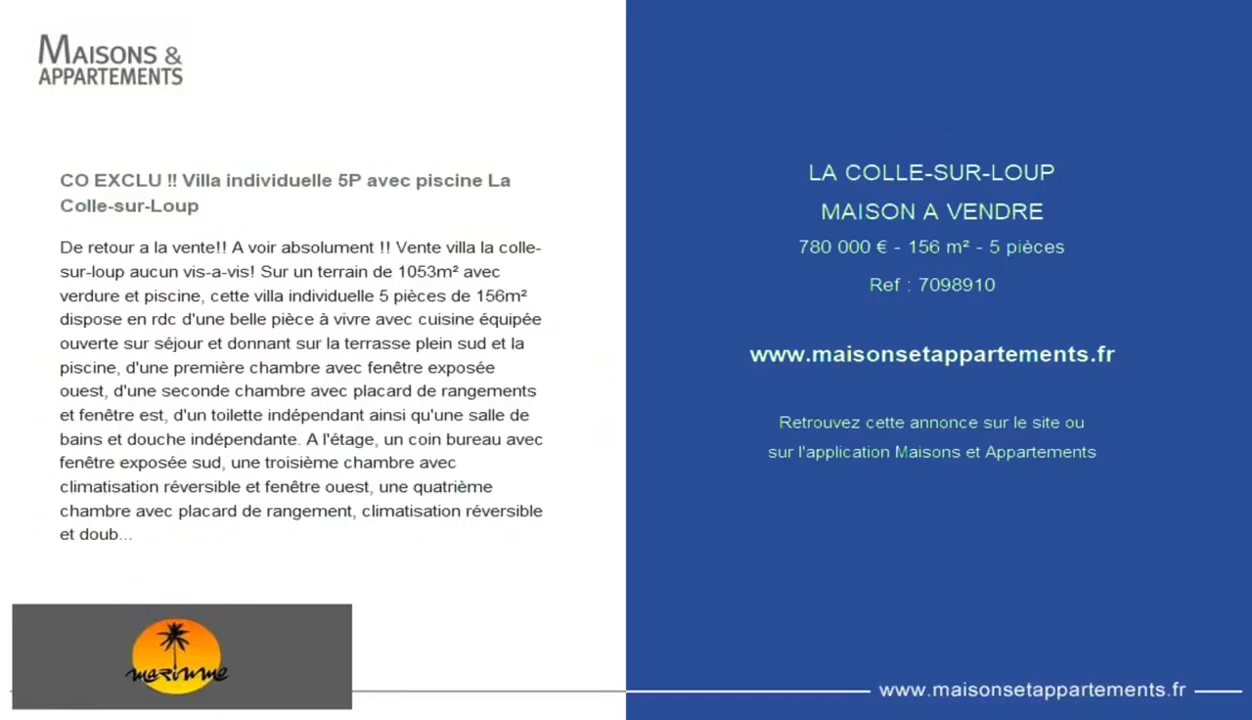 MAISONS &
APPARTEMENTS
CO EXCLU !! Villa individuelle 5P avec piscine La
Colle-sur-Loup
De retour a la vente!! A voir absolument !! Vente villa la colle-
sur-loup aucun vis-a-vis! Sur un terrain de 1053m² avec
verdure et piscine, cette villa individuelle 5 pièces de 156m²
dispose en rdc d'une belle pièce à vivre avec cuisine équipée
ouverte sur séjour et donnant sur la terrasse plein sud et la
piscine, d'une première chambre avec fenêtre exposée
ouest, d'une seconde chambre avec placard de rangements
et fenêtre est, d'un toilette indépendant ainsi qu'une salle de
bains et douche indépendante. A l'étage, un coin bureau avec
fenêtre exposée sud, une troisième chambre avec
climatisation réversible et fenêtre ouest, une quatrième
chambre avec placard de rangement, climatisation réversible
et doub...
LA COLLE-SUR-LOUP
MAISON A VENDRE
780 000 € - 156 m² - 5 pièces
Ref : 7098910
www.maisonsetappartements.fr
Retrouvez cette annonce sur le site ou
sur l'application Maisons et Appartements
www.maisonsetappartements.fr